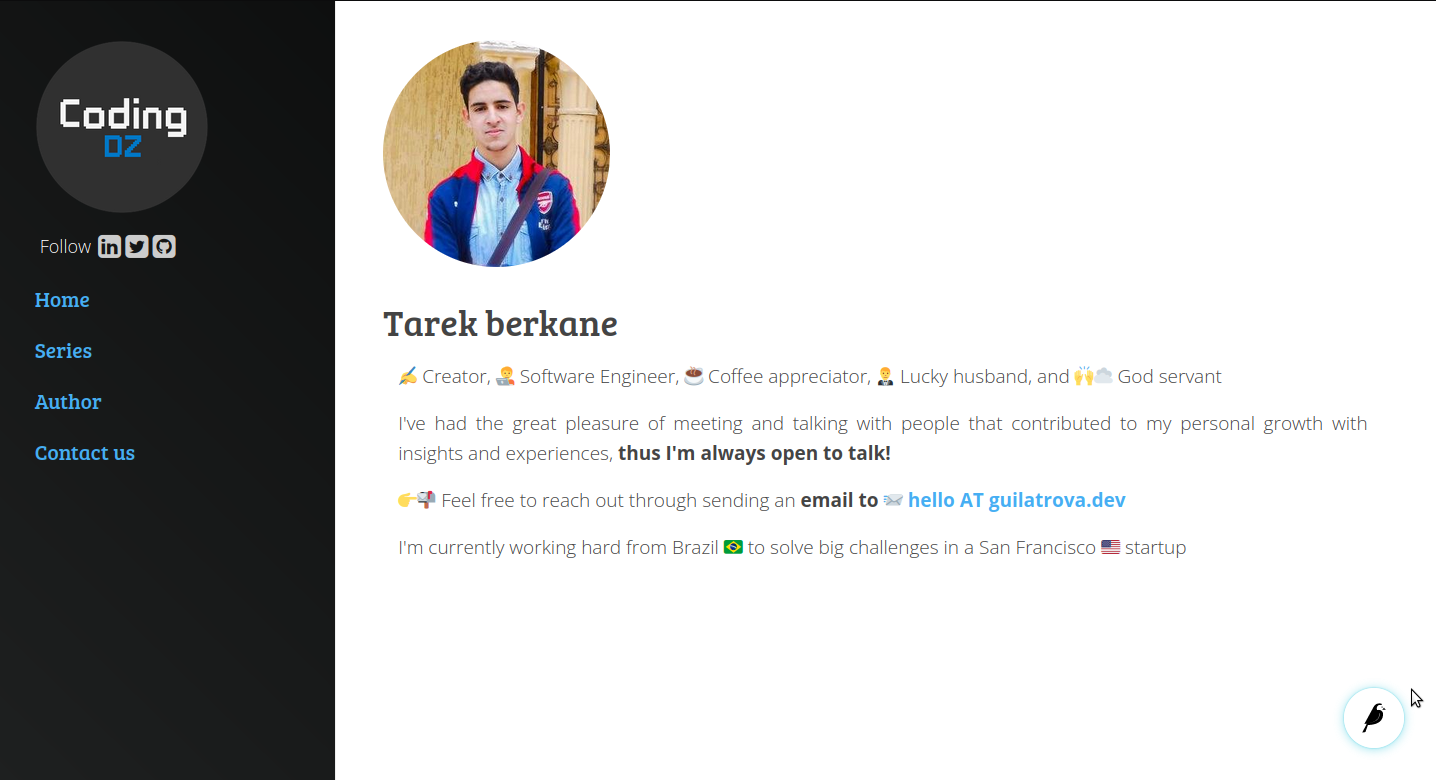 Coding
DZ
Follow
Home
Series
Author
Contact us
Tarek berkane
✍️ Creator, 👨‍💻 Software Engineer, ☕ Coffee appreciator, 🤵 Lucky husband, and 🙌☁️ God servant
I've had the great pleasure of meeting and talking with people that contributed to my personal growth with
insights and experiences, thus I'm always open to talk!
👉📬 Feel free to reach out through sending an email to 📨 hello AT guilatrova.dev
I'm currently working hard from Brazil 🇧🇷 to solve big challenges in a San Francisco 🇺🇸 startup